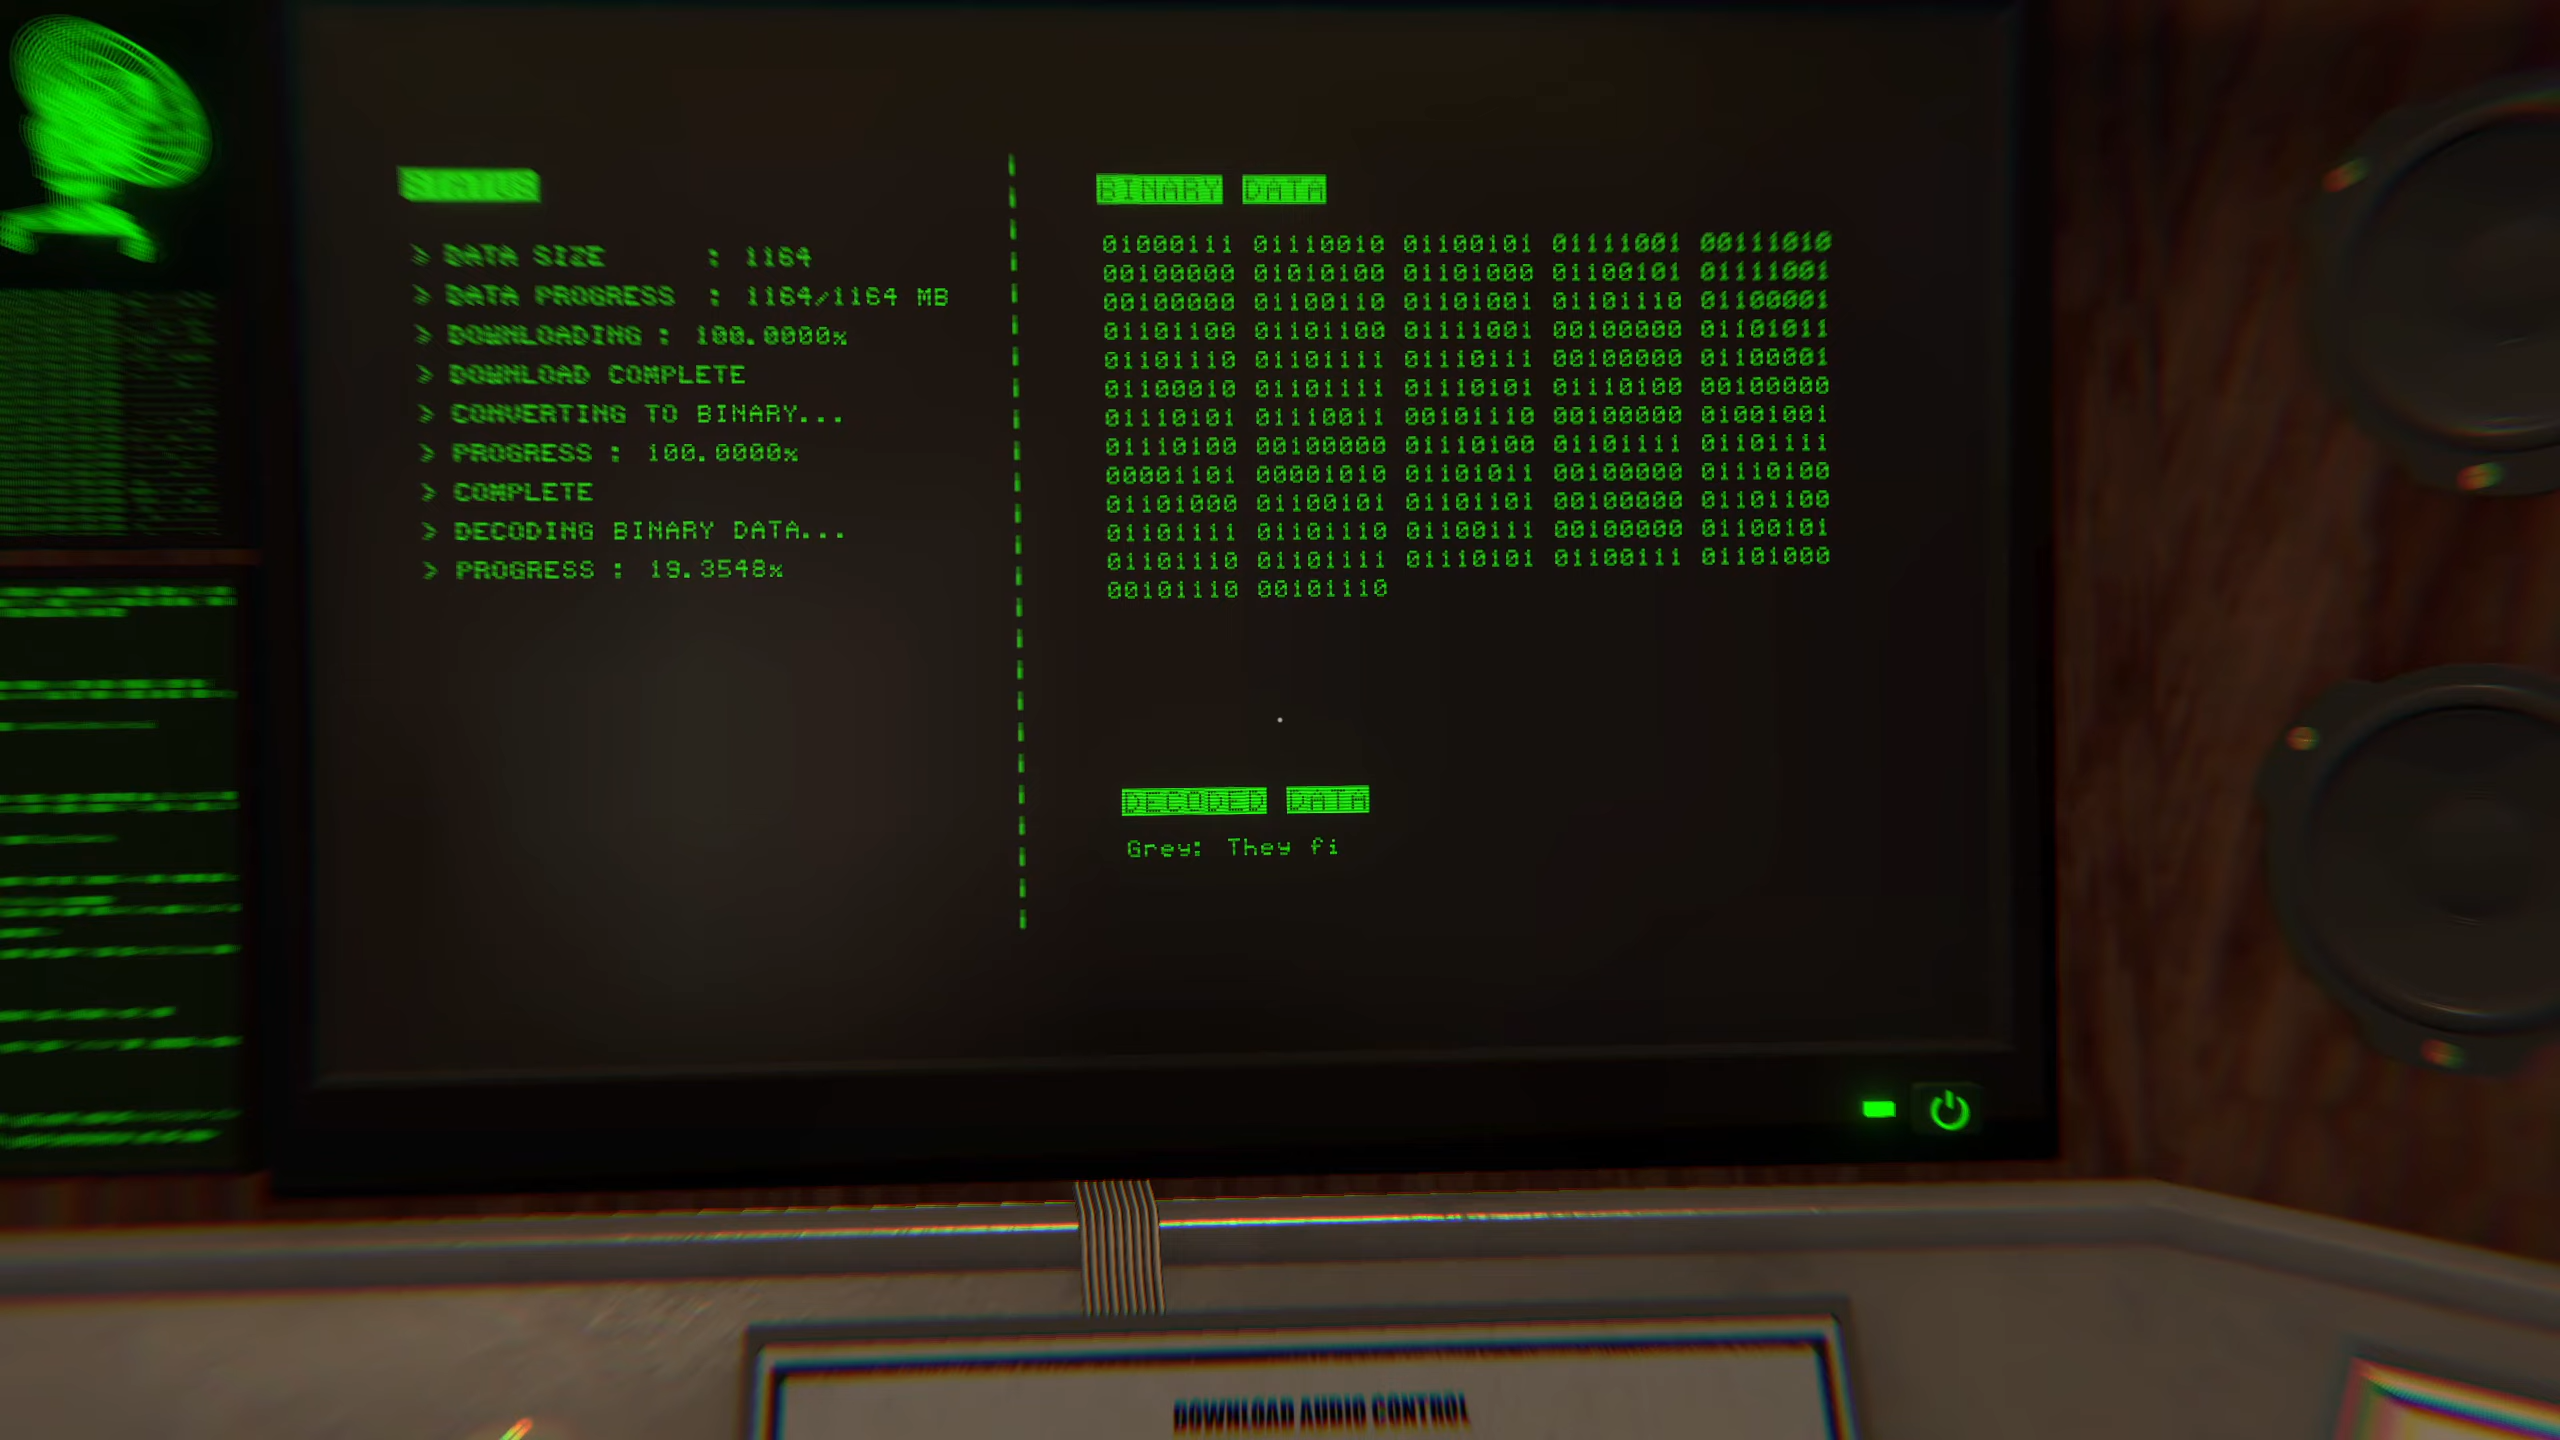 STATUS
> DATA SIZE : 1164
> DATA PROGRESS : 1164/1164 MB
> DOWNLOADING : 100.0000%
> DOWNLOAD COMPLETE
> CONVERTING TO BINARY...
> PROGRESS : 100.0000%
> COMPLETE
> DECODING BINARY DATA...
> PROGRESS : 19.3548%
BINARY DATA
01000111 01110010 01100101 01111001 00111010
00100000 01010100 01101000 01100101 01111001
00100000 01100110 01101001 01101110 01100001
01101100 01101100 01111001 00100000 01101011
01101110 01101111 01110111 00100000 01100001
01100010 01101111 01110101 01110100 00100000
01110101 01110011 00101110 00100000 01001001
01110100 00100000 01110100 01101111 01101111
00001101 00001010 01101011 00100000 01110100
01101000 01100101 01101101 00100000 01101100
01101111 01101110 01100111 00100000 01100101
01101110 01101111 01110101 01100111 01101000
00101110 00101110
DECODED DATA
Grey: They fi
DOWNLOAD AUDIO CONTROL